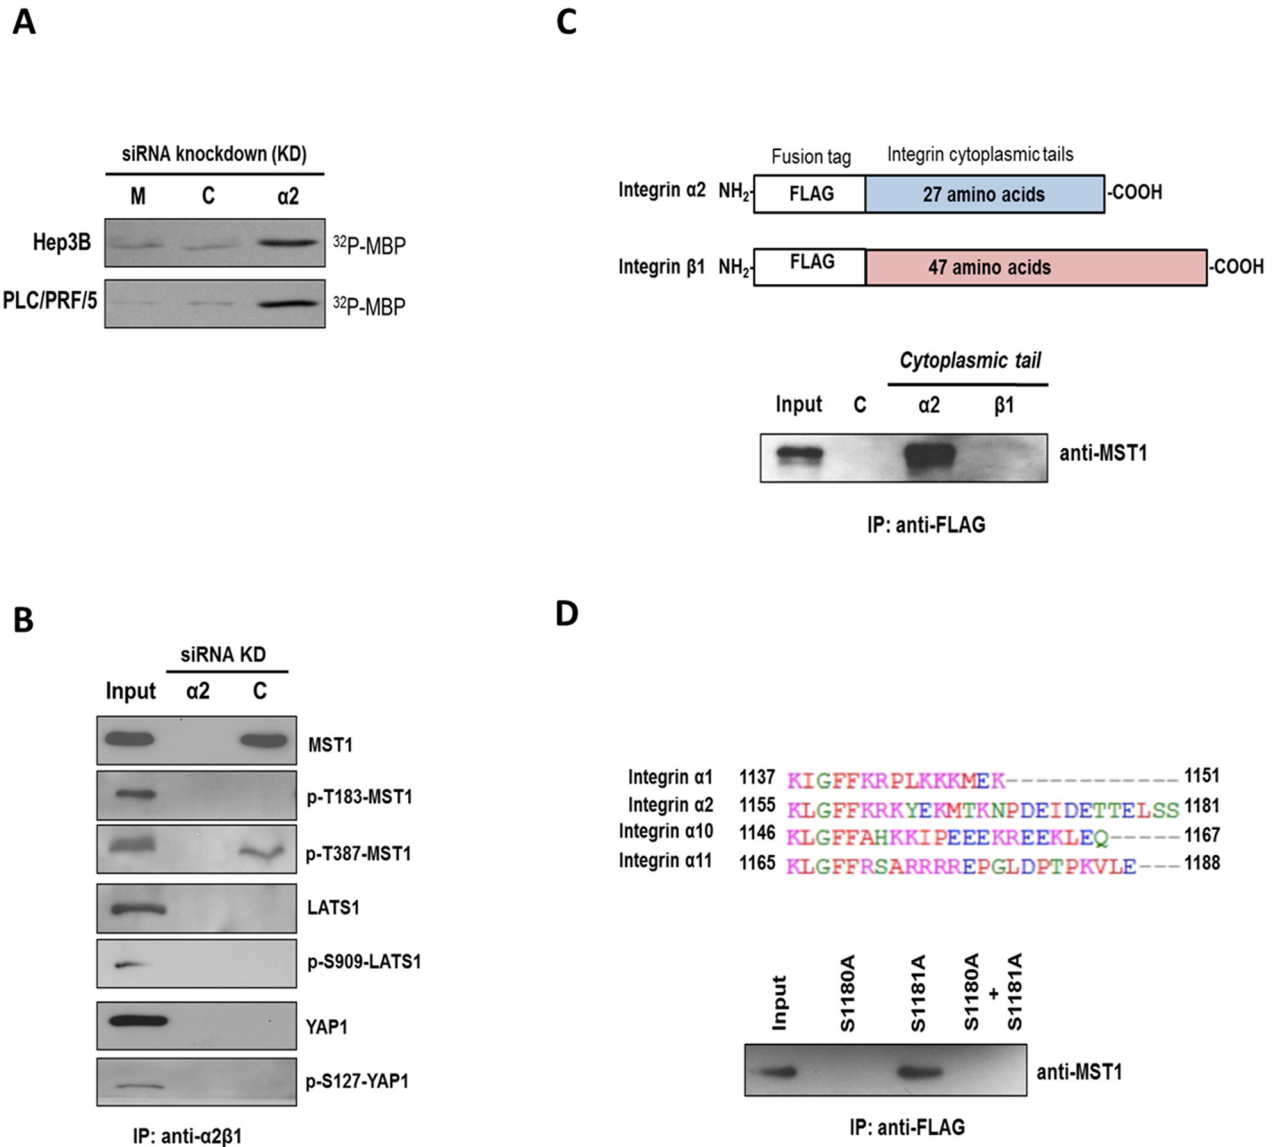 A
siRNA knockdown (KD)
M C α2
Hep3B 32P-MBP
PLC/PRF/5 32P-MBP
B
siRNA KD
Input α2 C
MST1
p-T183-MST1
p-T387-MST1
LATS1
p-S909-LATS1
YAP1
p-S127-YAP1
IP: anti-α2β1
C
Fusion tag Integrin cytoplasmic tails
Integrin α2 NH2- FLAG 27 amino acids -COOH
Integrin β1 NH2- FLAG 47 amino acids -COOH
Cytoplasmic tail
Input C α2 β1
anti-MST1
IP: anti-FLAG
D
Integrin α1 1137 KIGFFKRPLKKKMEK------------ 1151
Integrin α2 1155 KLGFFKRKYEKMTKNPDEIDETTELSS 1181
Integrin α10 1146 KLGFFAHKKIPEEEKREEKLEQ----- 1167
Integrin α11 1165 KLGFFRSARRRREPGLDPTPKVLE--- 1188
Input S1180A S1181A S1180A + S1181A
anti-MST1
IP: anti-FLAG